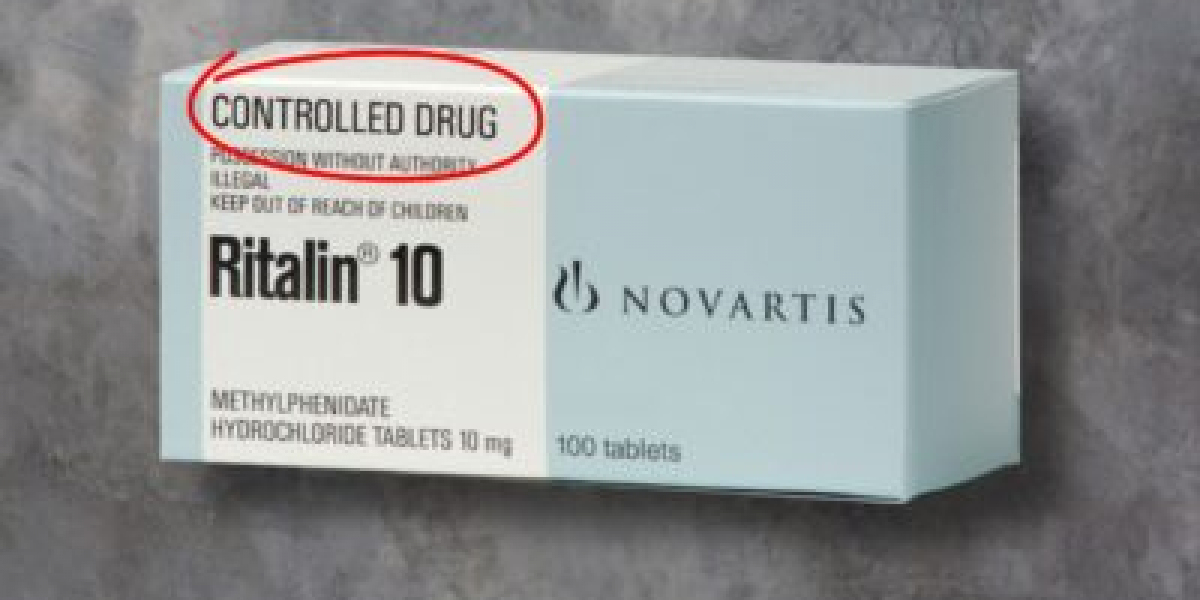 CONTROLLED DRUG
POSSESSION WITHOUT AUTHORITY
ILLEGAL
KEEP OUT OF REACH OF CHILDREN
Ritalin® 10
NOVARTIS
METHYLPHENIDATE
HYDROCHLORIDE TABLETS 10 mg
100 tablets